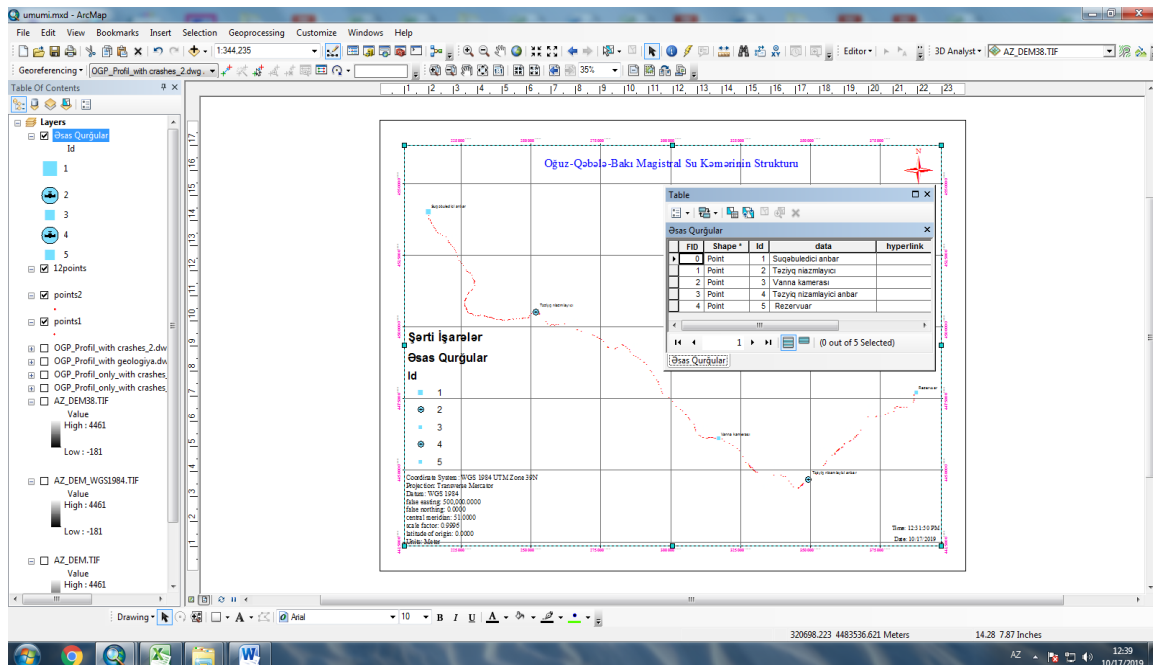 umumi.mxd - ArcMap
File Edit View Bookmarks Insert Selection Geoprocessing Customize Windows Help
1:344.235 Editor 3D Analyst AZ_DEM38.TIF
Georeferencing OGP_Profil_with crashes_2.dwg 35%
Table Of Contents
Layers
Əsas Qurğular
Id
1
2
3
4
5
12points
points2
points1
OGP_Profil_with crashes_2.dw
OGP_Profil_with geologiya.dw
OGP_Profil_only_with crashes
OGP_Profil_only_with crashes
AZ_DEM38.TIF
Value
High : 4461
Low : -181
AZ_DEM_WGS1984.TIF
Value
High : 4461
Low : -181
AZ_DEM.TIF
Value
High : 4461
Oğuz-Qəbələ-Bakı Magistral Su Kəmərinin Strukturu
N
Suqəbuledici anbar
Təziyq niazmlayıcı
Vanna kamerası
Təzyiq nizamlayici anbar
Rezervuar
Table
Əsas Qurğular
FID Shape * Id data hyperlink
0 Point 1 Suqəbuledici anbar
1 Point 2 Təziyq niazmlayıcı
2 Point 3 Vanna kamerası
3 Point 4 Təzyiq nizamlayici anbar
4 Point 5 Rezervuar
1 (0 out of 5 Selected)
Əsas Qurğular
Şərti İşarələr
Əsas Qurğular
Id
1
2
3
4
5
Coordinate System: WGS 1984 UTM Zone 39N
Projection: Transverse Mercator
Datum: WGS 1984
false easting: 500,000.0000
false northing: 0.0000
central meridian: 51.0000
scale factor: 0.9996
latitude of origin: 0.0000
Units: Meter
Time: 12:31:50 PM
Date: 10/17/2019
Drawing Arial 10 B I U A
320698.223 4483536.621 Meters 14.28 7.87 Inches
AZ 12:39
10/17/2019